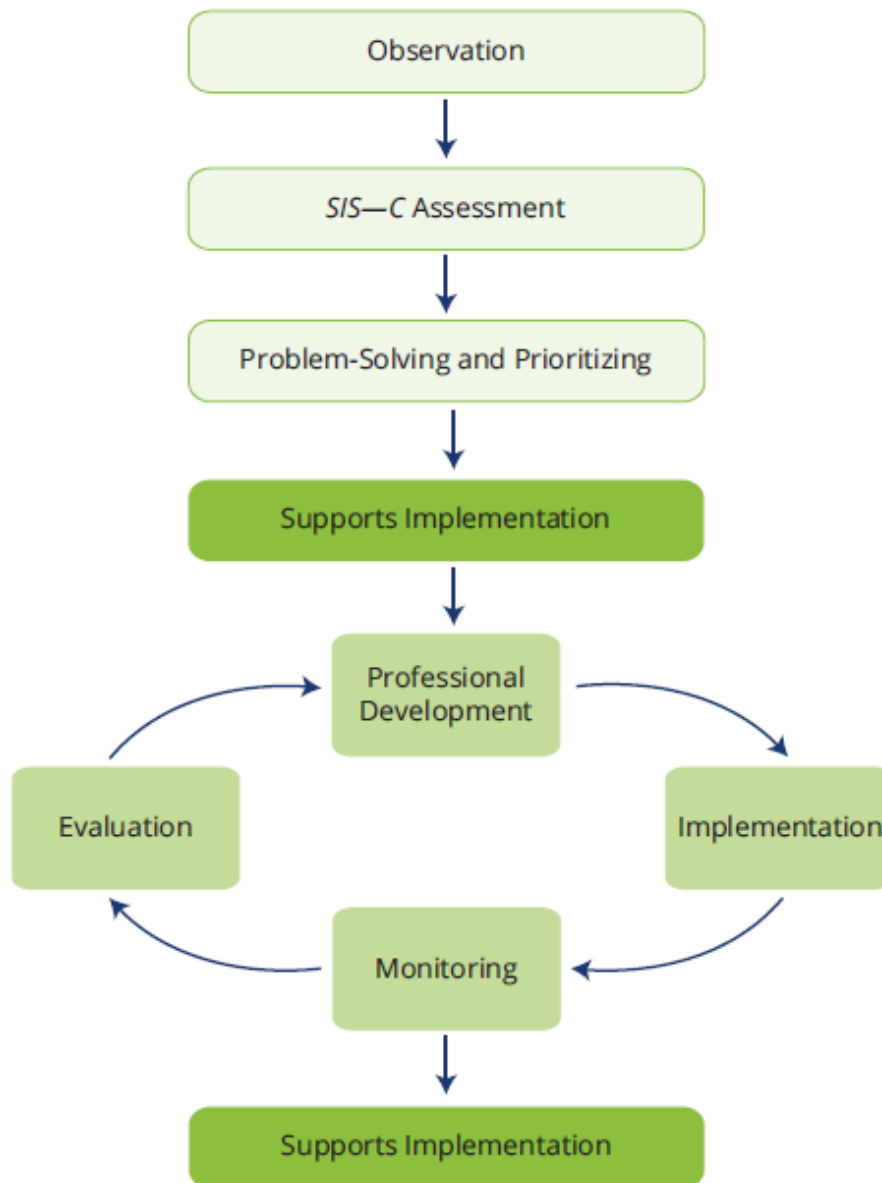 Observation
SIS—C Assessment
Problem-Solving and Prioritizing
Supports Implementation
Professional
Development
Evaluation
Implementation
Monitoring
Supports Implementation